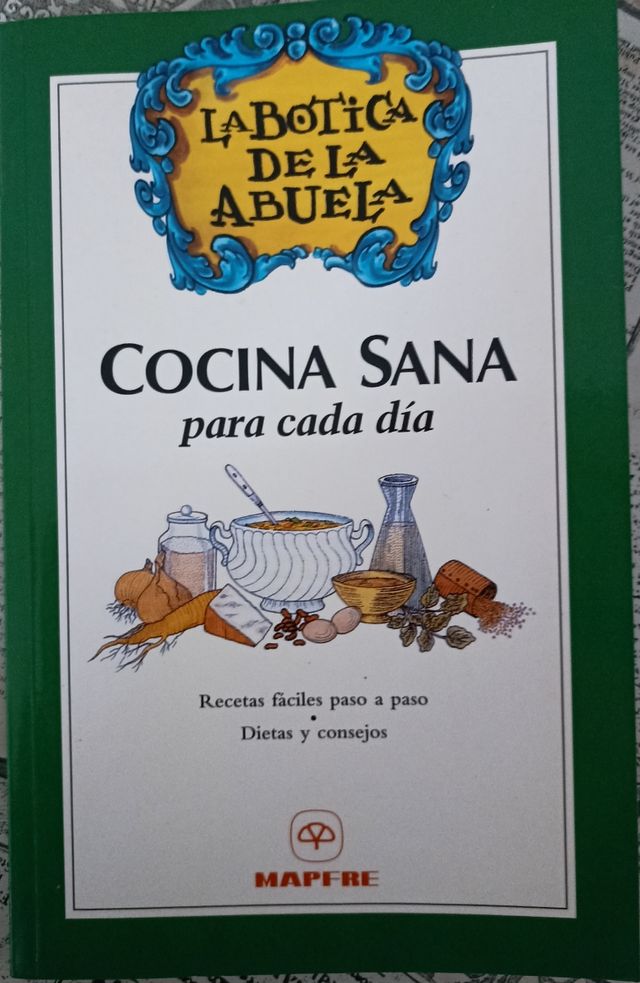 LA BOTICA
DE LA
ABUELA
COCINA SANA
para cada día
Recetas fáciles paso a paso
•
Dietas y consejos
MAPFRE